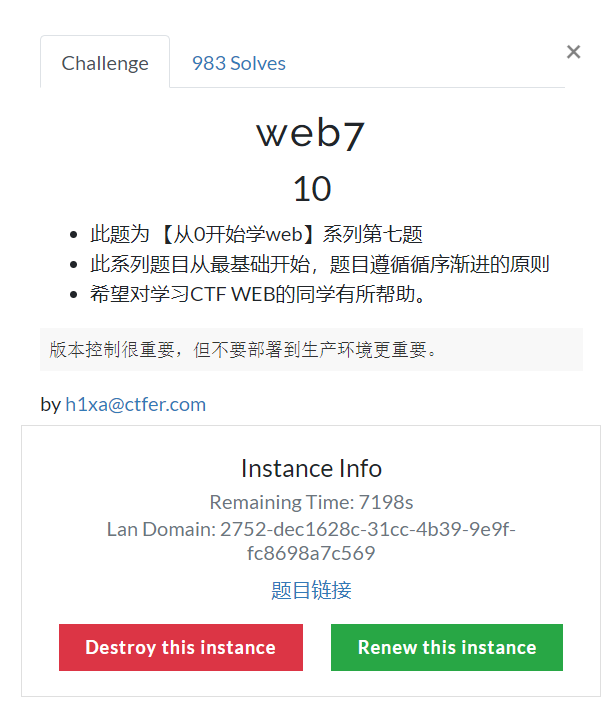 Challenge
983 Solves
×
web7
10
此题为 【从0开始学web】系列第七题
此系列题目从最基础开始，题目遵循循序渐进的原则
希望对学习CTF WEB的同学有所帮助。
版本控制很重要，但不要部署到生产环境更重要。
by h1xa@ctfer.com
Instance Info
Remaining Time: 7198s
Lan Domain: 2752-dec1628c-31cc-4b39-9e9f-
fc8698a7c569
题目链接
Destroy this instance
Renew this instance